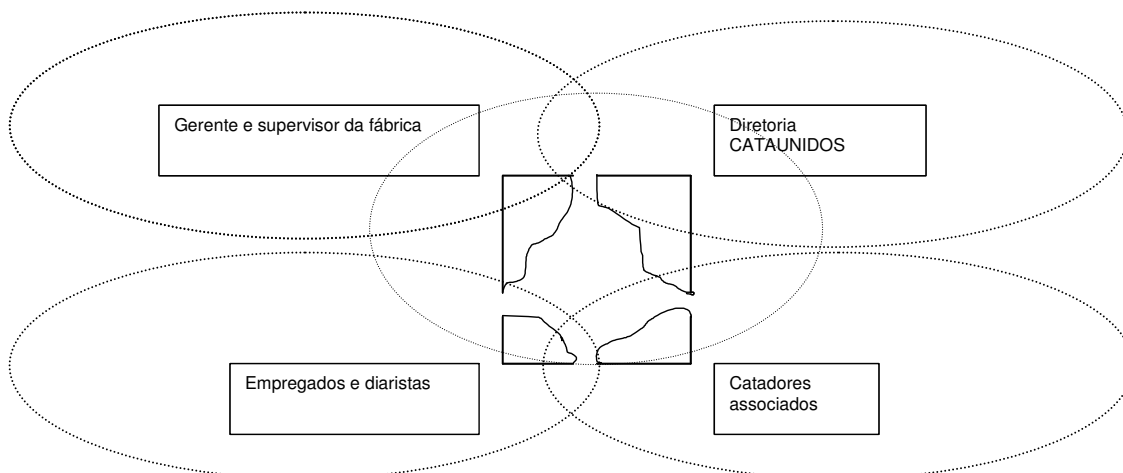 Gerente e supervisor da fábrica
Diretoria
CATAUNIDOS
Empregados e diaristas
Catadores
associados